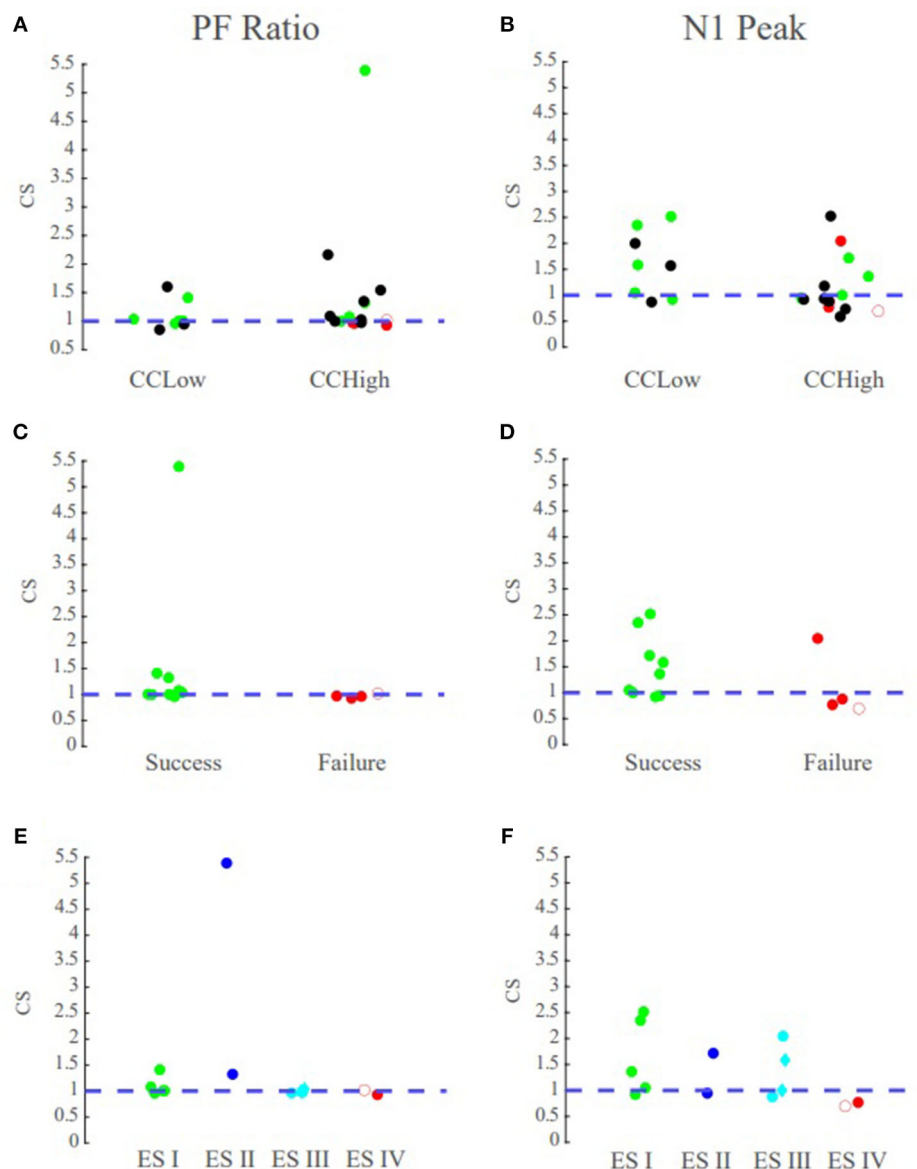 A
PF Ratio
5.5
5
4.5
4
3.5
3
2.5
2
1.5
1
0.5
CS
CCLow
CCHigh
B
N1 Peak
5.5
5
4.5
4
3.5
3
2.5
2
1.5
1
0.5
0
CS
CCLow
CCHigh
C
5.5
5
4.5
4
3.5
3
2.5
2
1.5
1
0.5
0
CS
Success
Failure
D
5.5
5
4.5
4
3.5
3
2.5
2
1.5
1
0.5
0
CS
Success
Failure
E
5.5
5
4.5
4
3.5
3
2.5
2
1.5
1
0.5
0
CS
ES I
ES II
ES III
ES IV
F
5.5
5
4.5
4
3.5
3
2.5
2
1.5
1
0.5
0
CS
ES I
ES II
ES III
ES IV